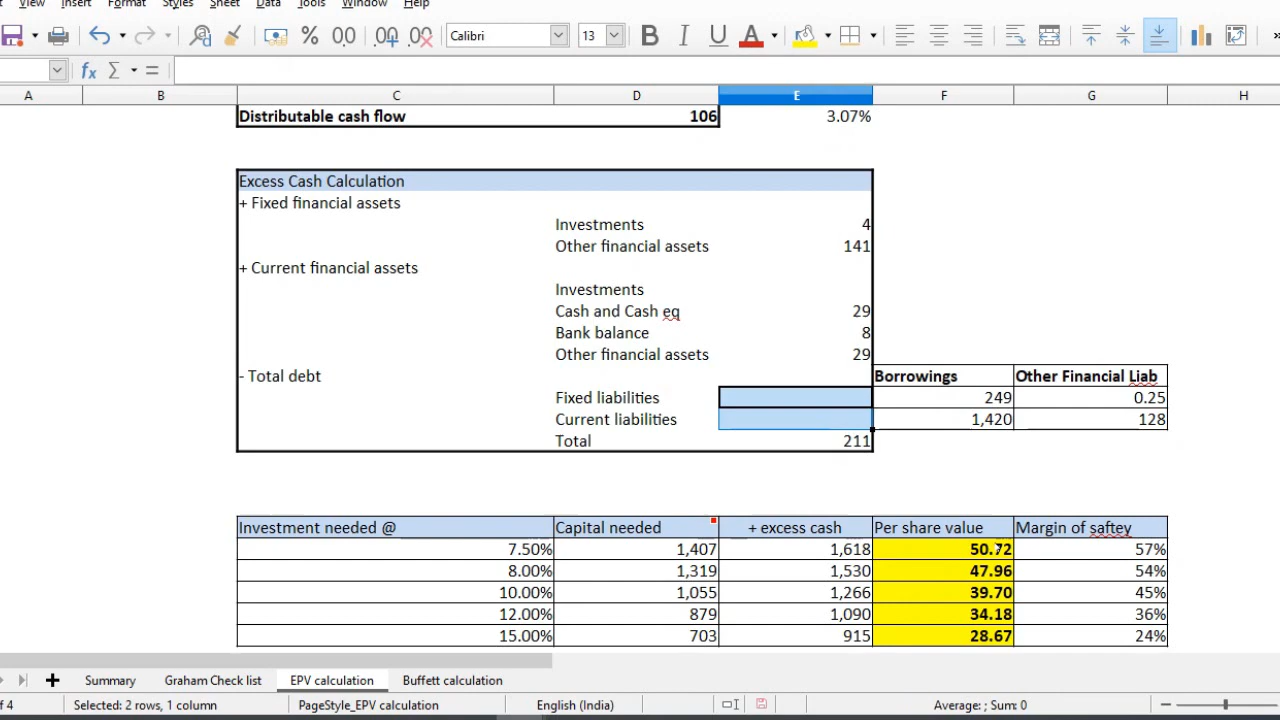 View Insert Format Styles Sheet Data Tools Window Help
Calibri 13
A B C D E F G H
Distributable cash flow 106 3.07%
Excess Cash Calculation
+ Fixed financial assets
Investments 4
Other financial assets 141
+ Current financial assets
Investments
Cash and Cash eq 29
Bank balance 8
Other financial assets 29
- Total debt Borrowings Other Financial Liab
Fixed liabilities 249 0.25
Current liabilities 1,420 128
Total 211
Investment needed @ Capital needed + excess cash Per share value Margin of saftey
7.50% 1,407 1,618 50.72 57%
8.00% 1,319 1,530 47.96 54%
10.00% 1,055 1,266 39.70 45%
12.00% 879 1,090 34.18 36%
15.00% 703 915 28.67 24%
Summary Graham Check list EPV calculation Buffett calculation
of 4 Selected: 2 rows, 1 column PageStyle_EPV calculation English (India) Average: ; Sum: 0